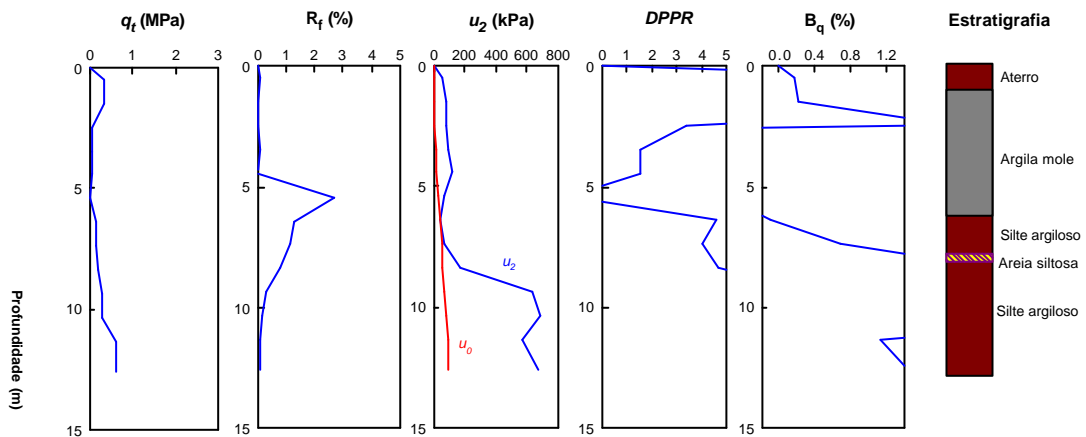 q_t (MPa)
R_f (%)
u_2 (kPa)
DPPR
B_q (%)
Estratigrafia
0 1 2 3
0 1 2 3 4 5
0 200 400 600 800
0 2 4
0.0 0.4 0.8 1.2
0
5
10
15
0
5
10
15
0
5
10
15
0
5
10
15
0
5
10
15
Profundidade (m)
u_2
u_0
Aterro
Argila mole
Silte argiloso
Areia siltosa
Silte argiloso